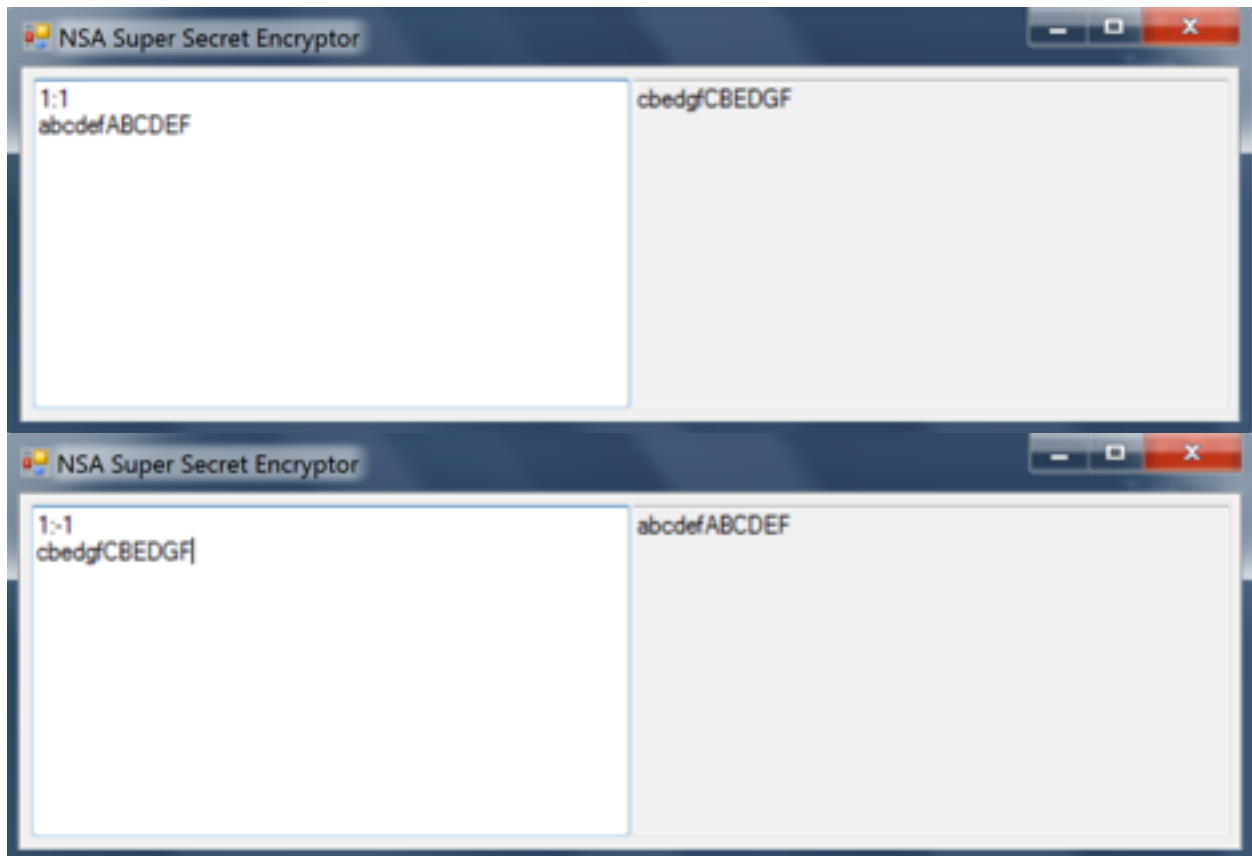 NSA Super Secret Encryptor
1:1
abcdefABCDEF
cbedgfCBEDGF
NSA Super Secret Encryptor
1:-1
cbedgfCBEDGF
abcdefABCDEF